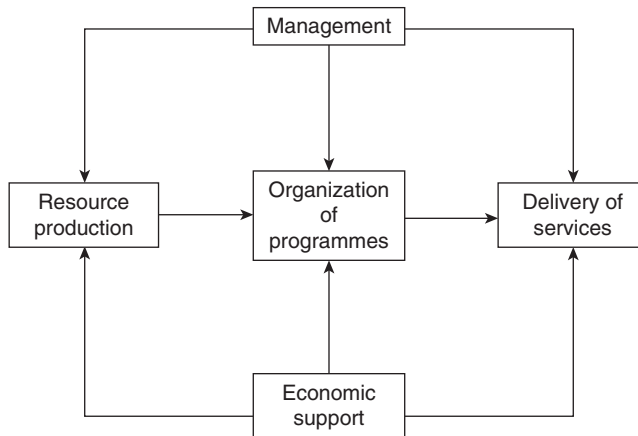 Management
Resource
production
Organization
of
programmes
Delivery of
services
Economic
support